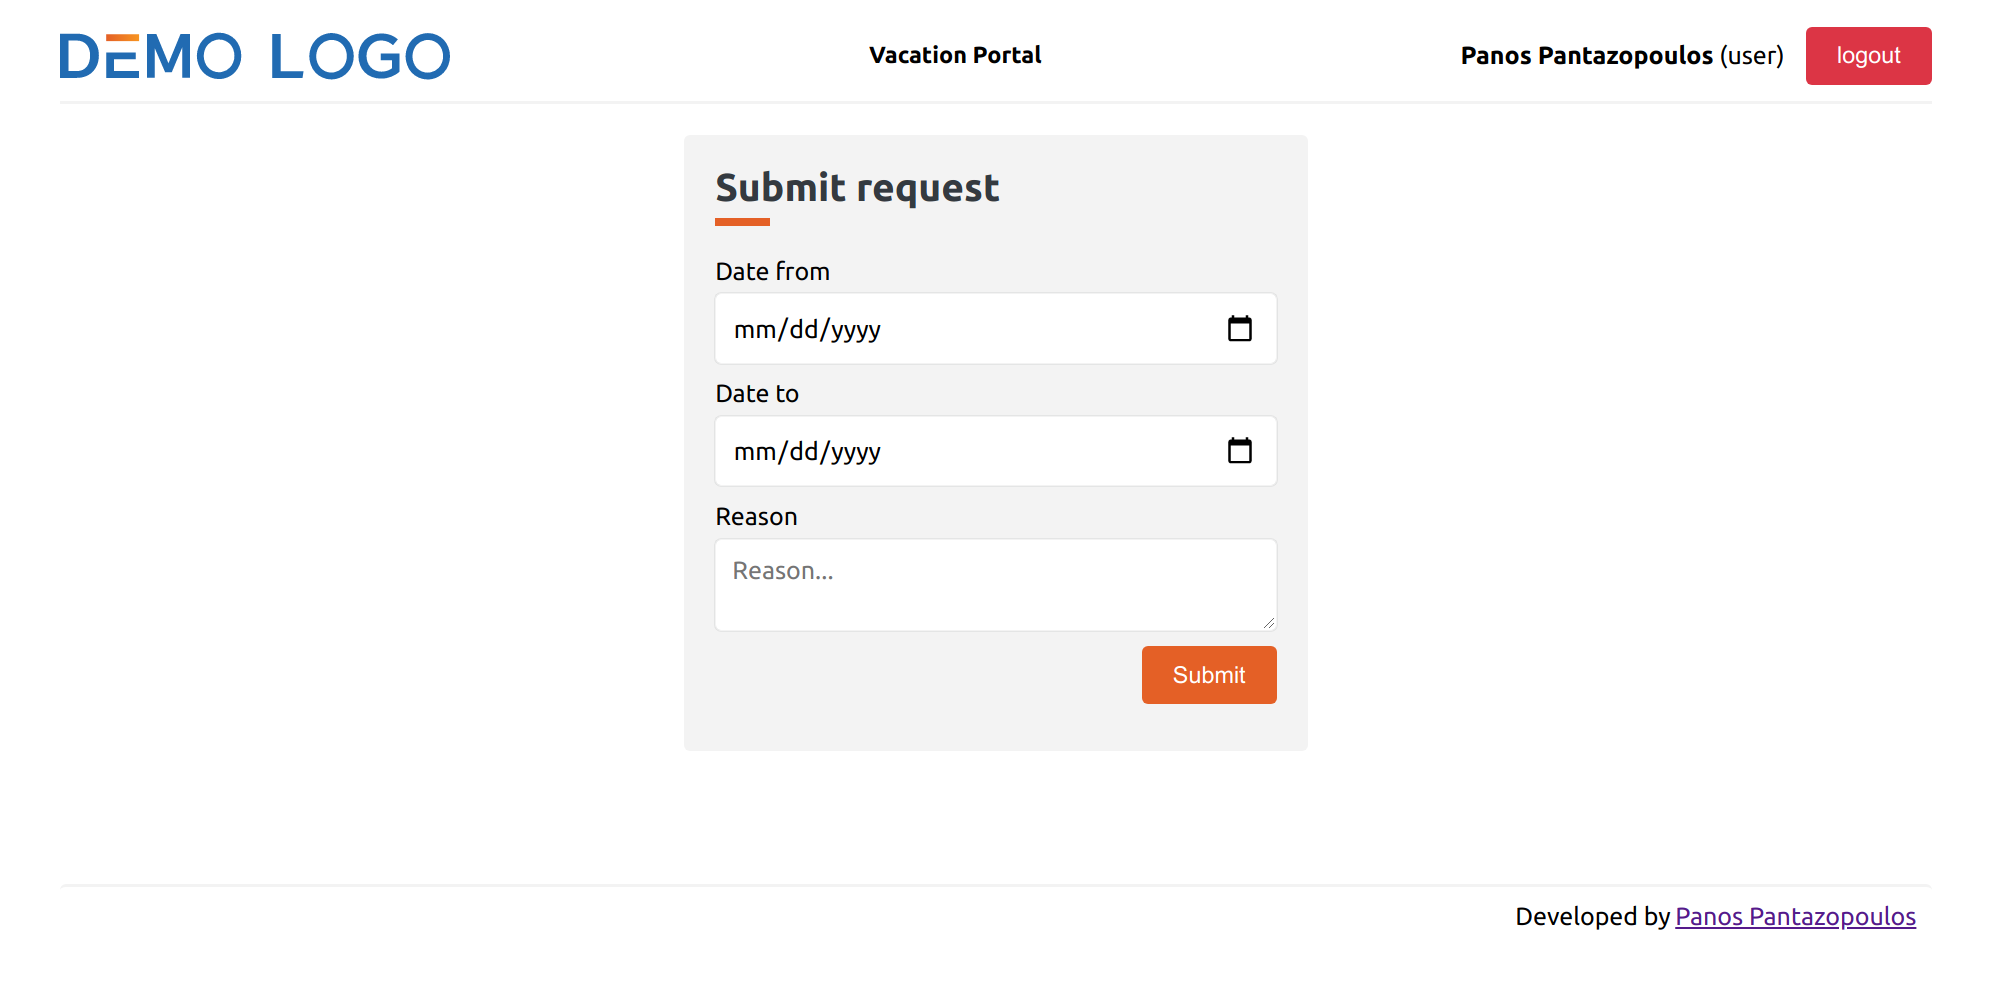 DEMO LOGO
Vacation Portal
Panos Pantazopoulos (user)
logout
Submit request
Date from
mm/dd/yyyy
Date to
mm/dd/yyyy
Reason
Reason...
Submit
Developed by Panos Pantazopoulos